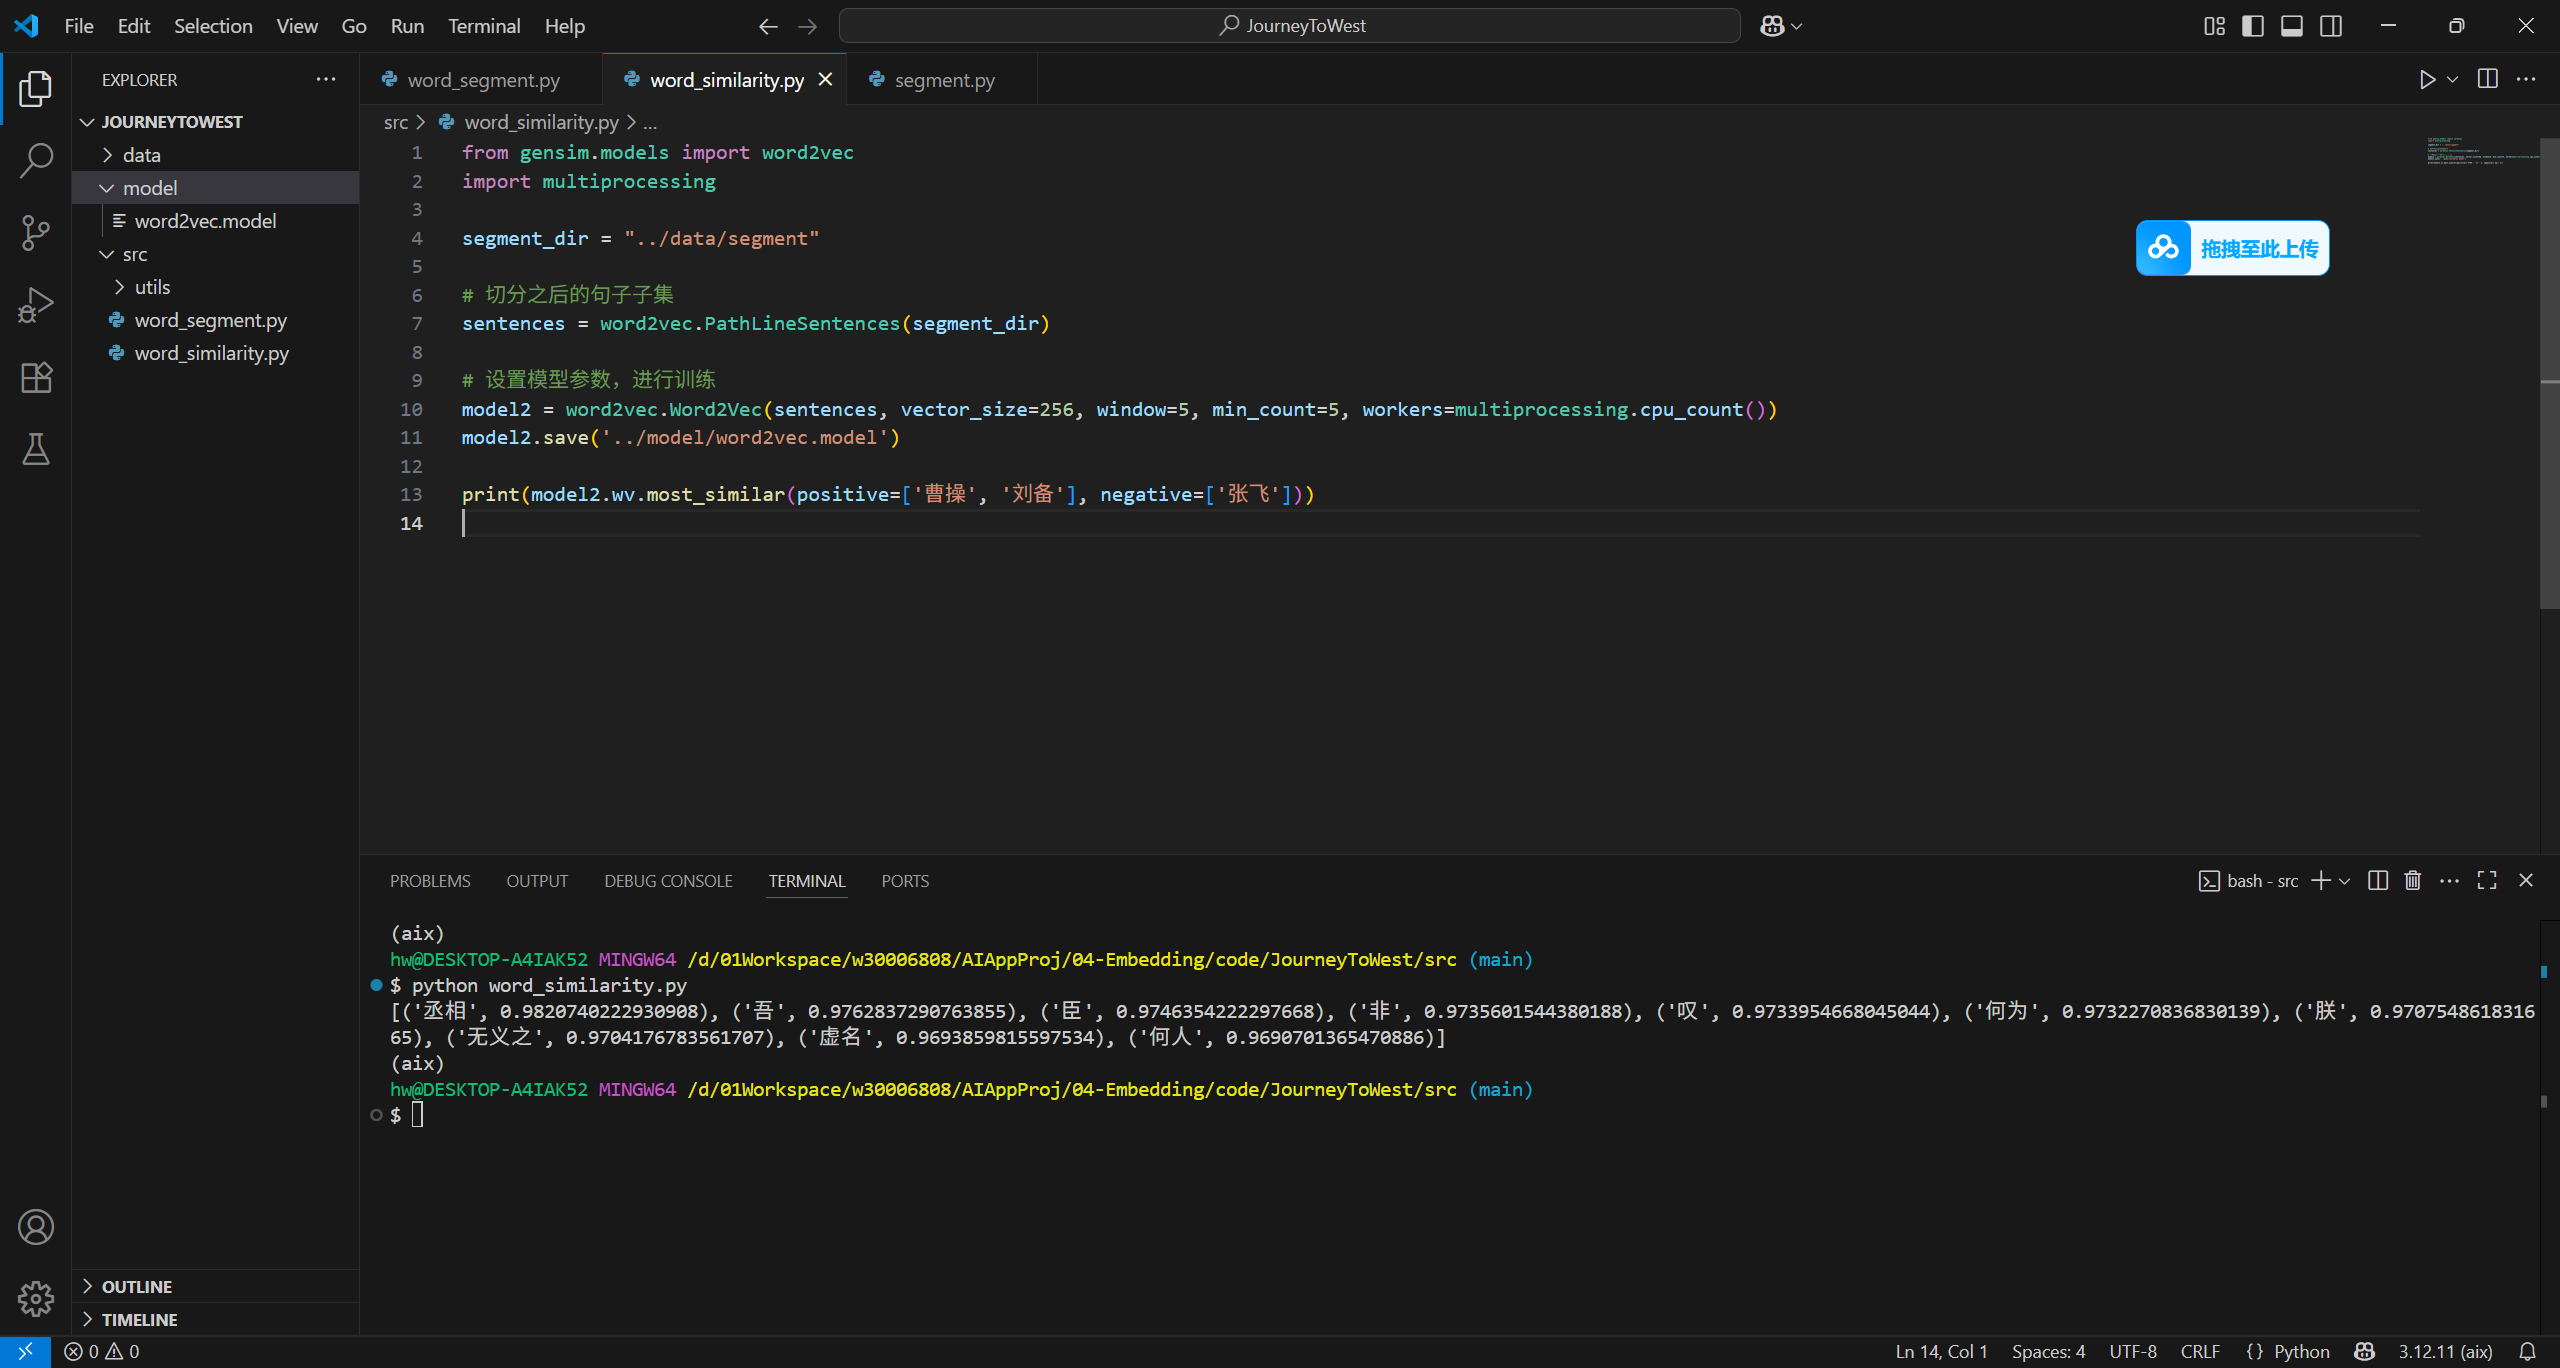 File Edit Selection View Go Run Terminal Help
JourneyToWest
EXPLORER
JOURNEYTOWEST
data
model
word2vec.model
src
utils
word_segment.py
word_similarity.py
OUTLINE
TIMELINE
word_segment.py word_similarity.py segment.py
src > word_similarity.py > ...
1 from gensim.models import word2vec
2 import multiprocessing
3
4 segment_dir = "../data/segment"
5
6 # 切分之后的句子子集
7 sentences = word2vec.PathLineSentences(segment_dir)
8
9 # 设置模型参数，进行训练
10 model2 = word2vec.Word2Vec(sentences, vector_size=256, window=5, min_count=5, workers=multiprocessing.cpu_count())
11 model2.save('../model/word2vec.model')
12
13 print(model2.wv.most_similar(positive=['曹操', '刘备'], negative=['张飞']))
14
拖拽至此上传
PROBLEMS OUTPUT DEBUG CONSOLE TERMINAL PORTS
bash - src
(aix)
hw@DESKTOP-A4IAK52 MINGW64 /d/01Workspace/w30006808/AIAppProj/04-Embedding/code/JourneyToWest/src (main)
$ python word_similarity.py
[('丞相', 0.9820740222930908), ('吾', 0.9762837290763855), ('臣', 0.9746354222297668), ('非', 0.9735601544380188), ('叹', 0.9733954668045044), ('何为', 0.9732270836830139), ('朕', 0.9707548618316
65), ('无义之', 0.9704176783561707), ('虚名', 0.9693859815597534), ('何人', 0.9690701365470886)]
(aix)
hw@DESKTOP-A4IAK52 MINGW64 /d/01Workspace/w30006808/AIAppProj/04-Embedding/code/JourneyToWest/src (main)
$
0 0
Ln 14, Col 1 Spaces: 4 UTF-8 CRLF {} Python 3.12.11 (aix)